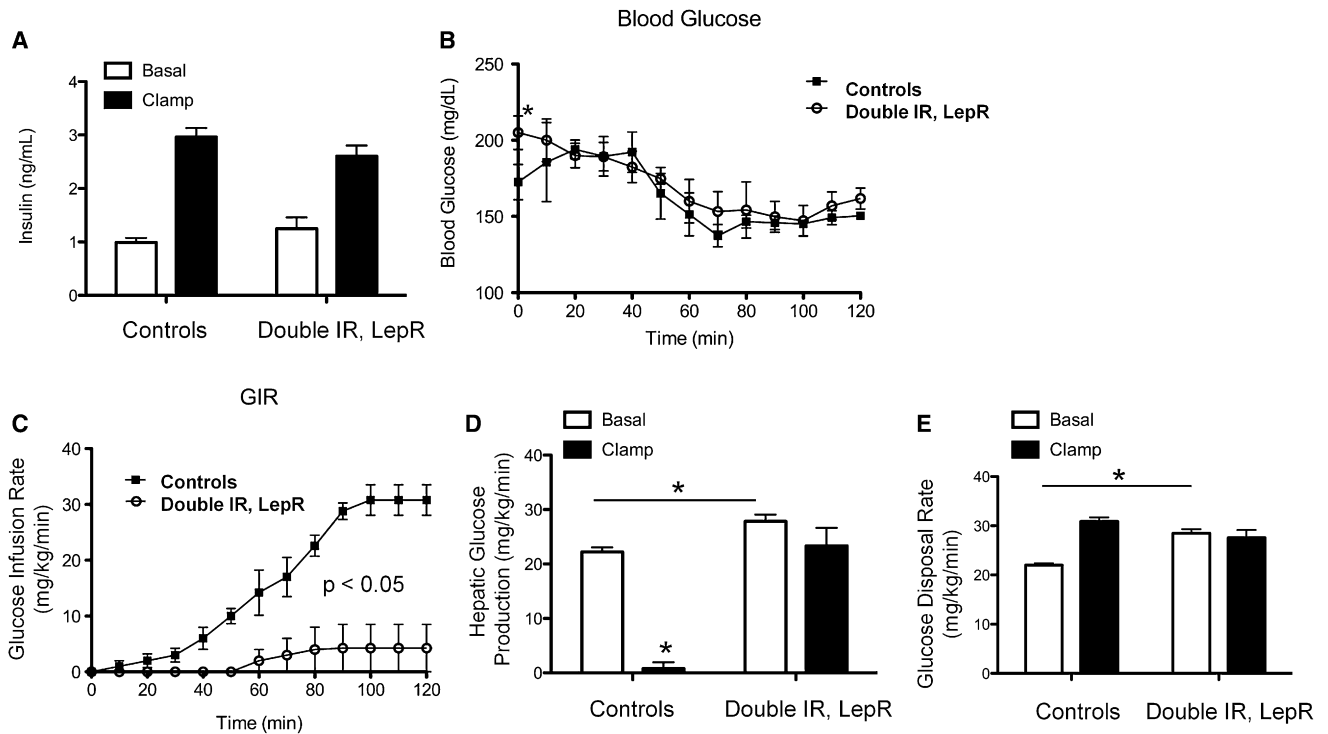 Blood Glucose
A
Basal
Clamp
Insulin (ng/mL)
4
3
2
1
0
Controls
Double IR, LepR
B
Blood Glucose (mg/dL)
250
200
150
100
*
Controls
Double IR, LepR
0 20 40 60 80 100 120
Time (min)
GIR
C
Glucose Infusion Rate
(mg/kg/min)
40
30
20
10
0
Controls
Double IR, LepR
p < 0.05
0 20 40 60 80 100 120
Time (min)
D
Basal
Clamp
Hepatic Glucose
Production (mg/kg/min)
40
30
20
10
0
*
*
Controls
Double IR, LepR
E
Basal
Clamp
Glucose Disposal Rate
(mg/kg/min)
40
30
20
10
0
*
Controls
Double IR, LepR